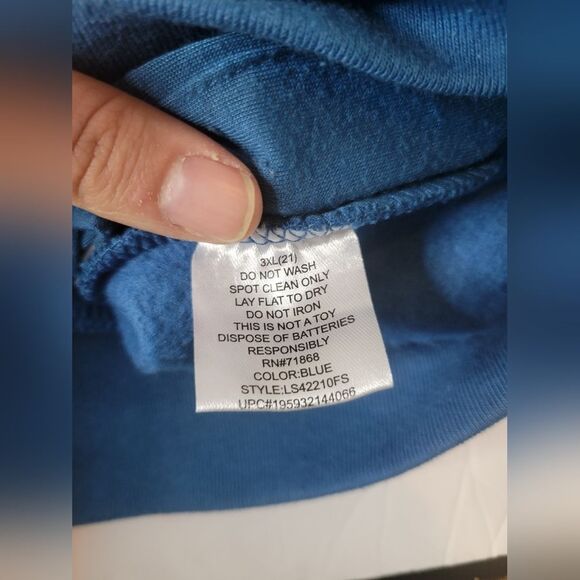 3XL(21)
DO NOT WASH
SPOT CLEAN ONLY
LAY FLAT TO DRY
DO NOT IRON
THIS IS NOT A TOY
DISPOSE OF BATTERIES
RESPONSIBLY
RN#71868
COLOR:BLUE
STYLE:LS42210FS
UPC#195932144066